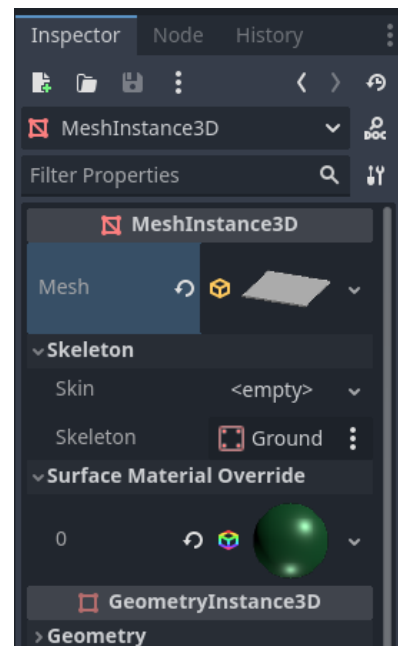 Inspector Node History
MeshInstance3D
DOC
Filter Properties
MeshInstance3D
Mesh
Skeleton
Skin <empty>
Skeleton Ground
Surface Material Override
0
GeometryInstance3D
Geometry